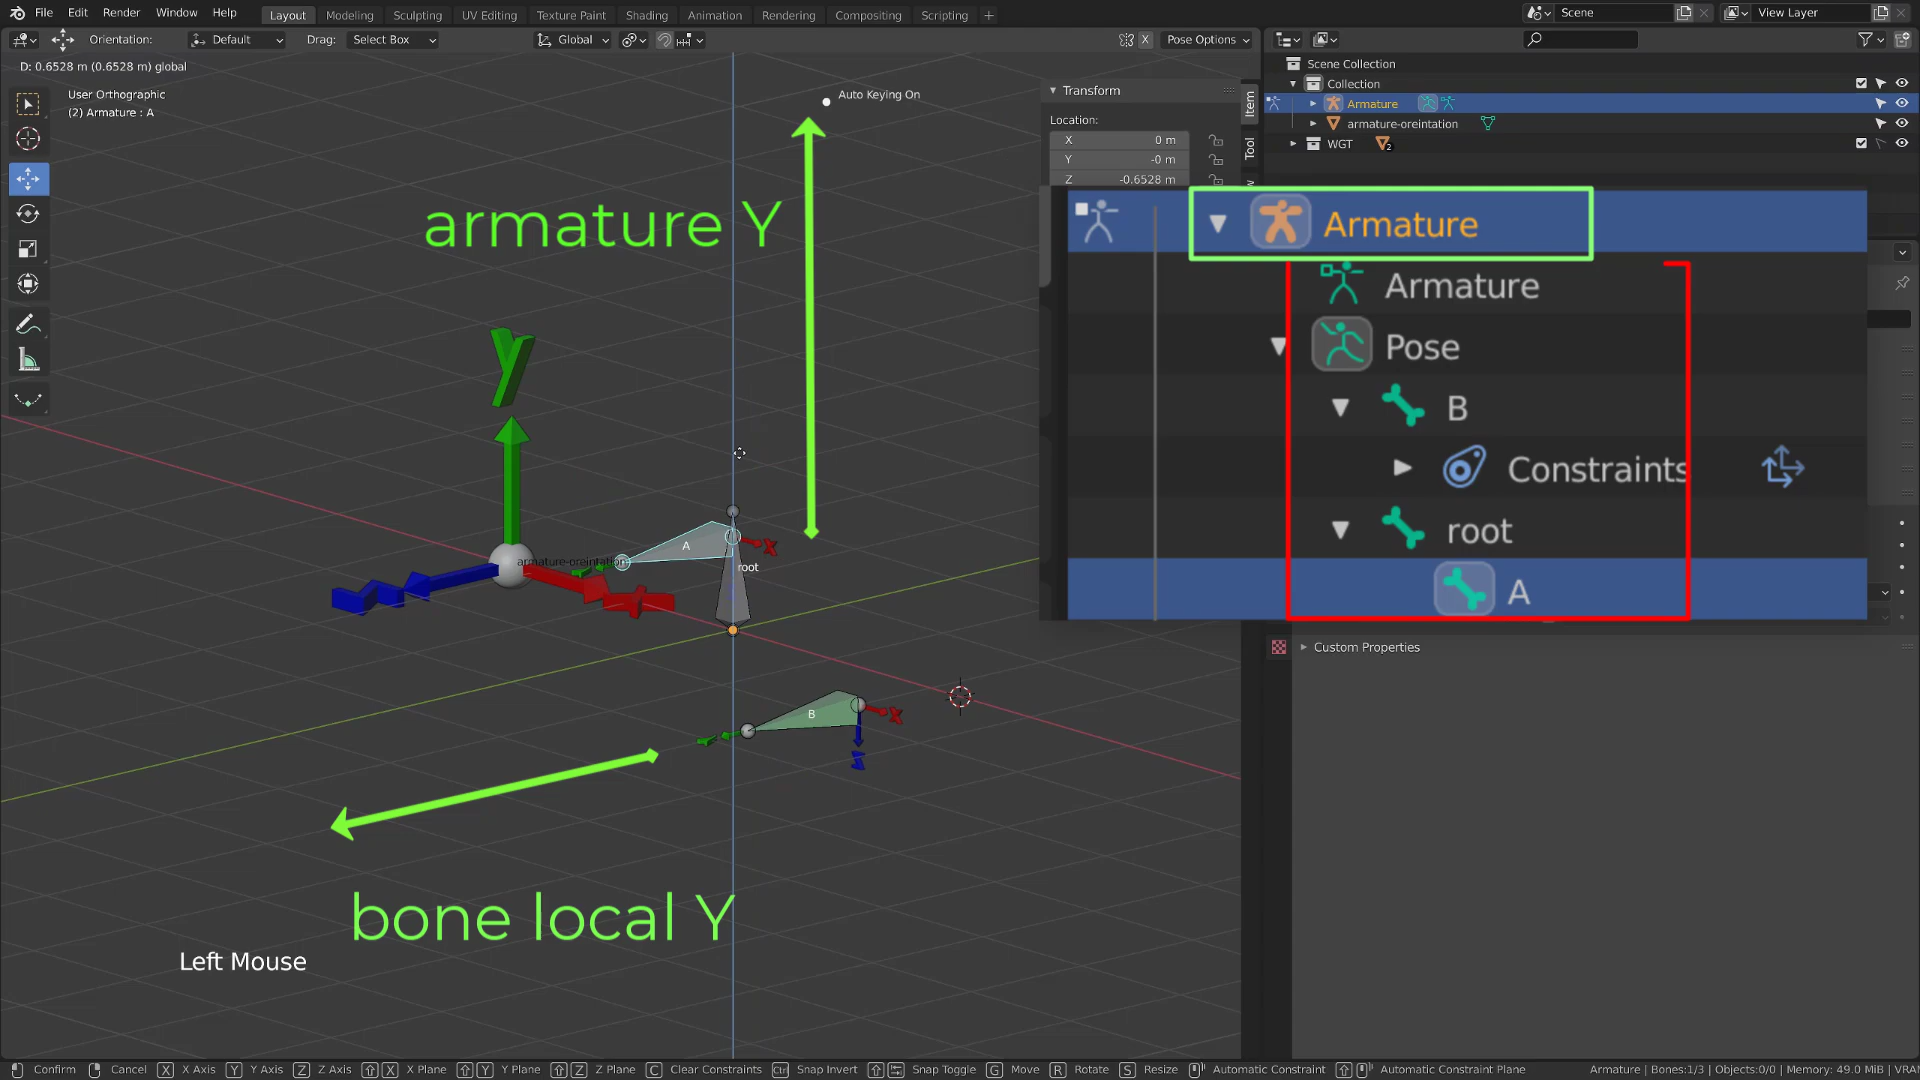 File Edit Render Window Help
Layout Modeling Sculpting UV Editing Texture Paint Shading Animation Rendering Compositing Scripting +
Scene
View Layer
Orientation: Default Drag: Select Box
Global
X Pose Options
D: 0.6528 m (0.6528 m) global
User Orthographic
(2) Armature : A
Auto Keying On
Transform
Location:
X 0 m
Y -0 m
Z -0.6528 m
Item
Tool
Scene Collection
Collection
Armature
armature-oreintation
WGT 2
armature Y
Armature
Armature
Pose
B
Constraints
root
A
Y
A
X
armature-oreintation
root
B
X
Z
Custom Properties
bone local Y
Left Mouse
Confirm Cancel X X Axis Y Y Axis Z Z Axis X X Plane Y Y Plane Z Z Plane C Clear Constraints Ctrl Snap Invert Snap Toggle G Move R Rotate S Resize Automatic Constraint Automatic Constraint Plane
Armature | Bones:1/3 | Objects:0/0 | Memory: 49.0 MiB | VRA